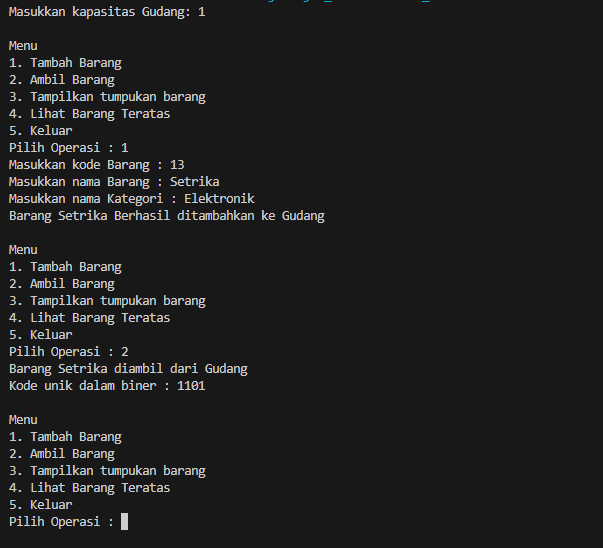 Masukkan kapasitas Gudang: 1
Menu
1. Tambah Barang
2. Ambil Barang
3. Tampilkan tumpukan barang
4. Lihat Barang Teratas
5. Keluar
Pilih Operasi : 1
Masukkan kode Barang : 13
Masukkan nama Barang : Setrika
Masukkan nama Kategori : Elektronik
Barang Setrika Berhasil ditambahkan ke Gudang
Menu
1. Tambah Barang
2. Ambil Barang
3. Tampilkan tumpukan barang
4. Lihat Barang Teratas
5. Keluar
Pilih Operasi : 2
Barang Setrika diambil dari Gudang
Kode unik dalam biner : 1101
Menu
1. Tambah Barang
2. Ambil Barang
3. Tampilkan tumpukan barang
4. Lihat Barang Teratas
5. Keluar
Pilih Operasi :